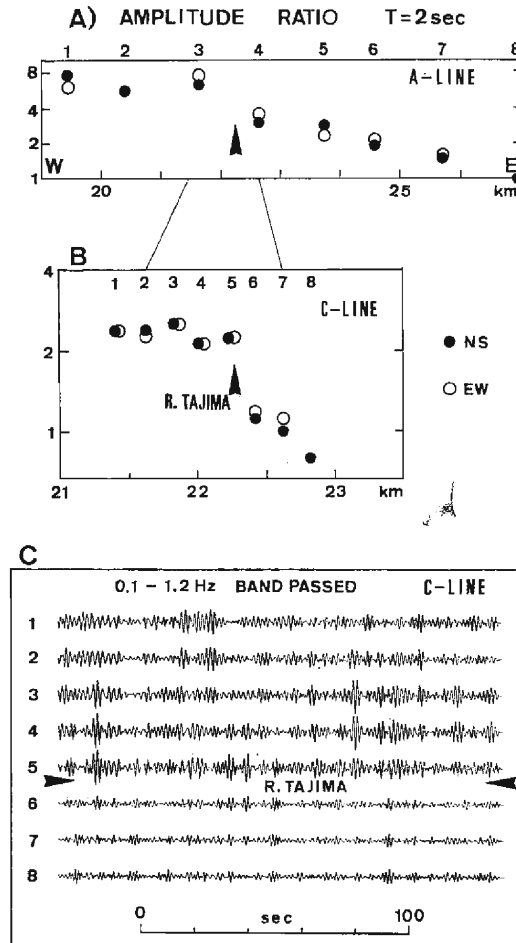 A) AMPLITUDE RATIO T=2sec
1 2 3 4 5 6 7 8
8 A-LINE
4
2
1 W E
20 25 km
B
4 1 2 3 4 5 6 7 8
C-LINE
2
R. TAJIMA
1
21 22 23 km
● NS
○ EW
C
0.1 – 1.2 Hz BAND PASSED C-LINE
1
2
3
4
5
R. TAJIMA
6
7
8
0 sec 100